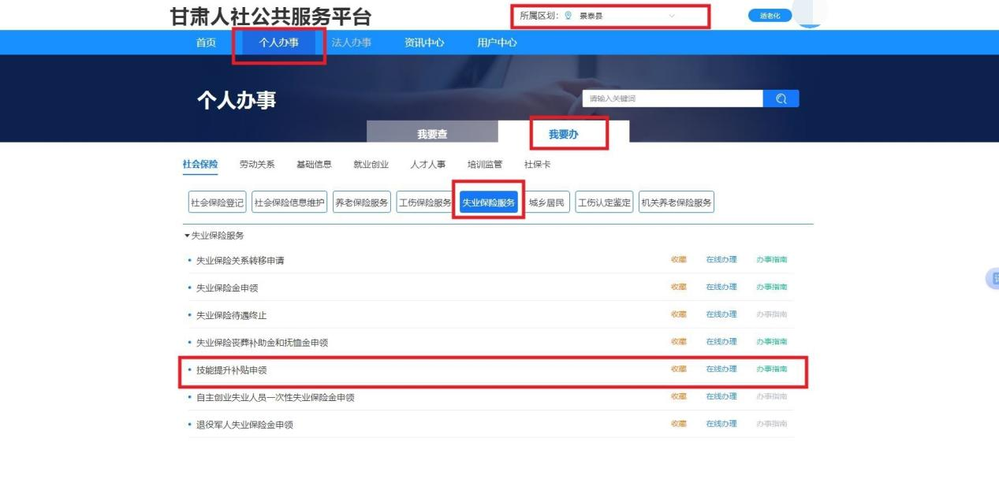 甘肃人社公共服务平台
所属区划： 景泰县
适老化
首页 个人办事 法人办事 资讯中心 用户中心
个人办事
请输入关键词
我要查 我要办
社会保险 劳动关系 基础信息 就业创业 人才人事 培训监管 社保卡
社会保险登记 社会保险信息维护 养老保险服务 工伤保险服务 失业保险服务 城乡居民 工伤认定鉴定 机关养老保险服务
失业保险服务
失业保险关系转移申请 收藏 在线办理 办事指南
失业保险金申领 收藏 在线办理 办事指南
失业保险待遇终止 收藏 在线办理 办事指南
失业保险丧葬补助金和抚恤金申领 收藏 在线办理 办事指南
技能提升补贴申领 收藏 在线办理 办事指南
自主创业失业人员一次性失业保险金申领 收藏 在线办理 办事指南
退役军人失业保险金申领 收藏 在线办理 办事指南